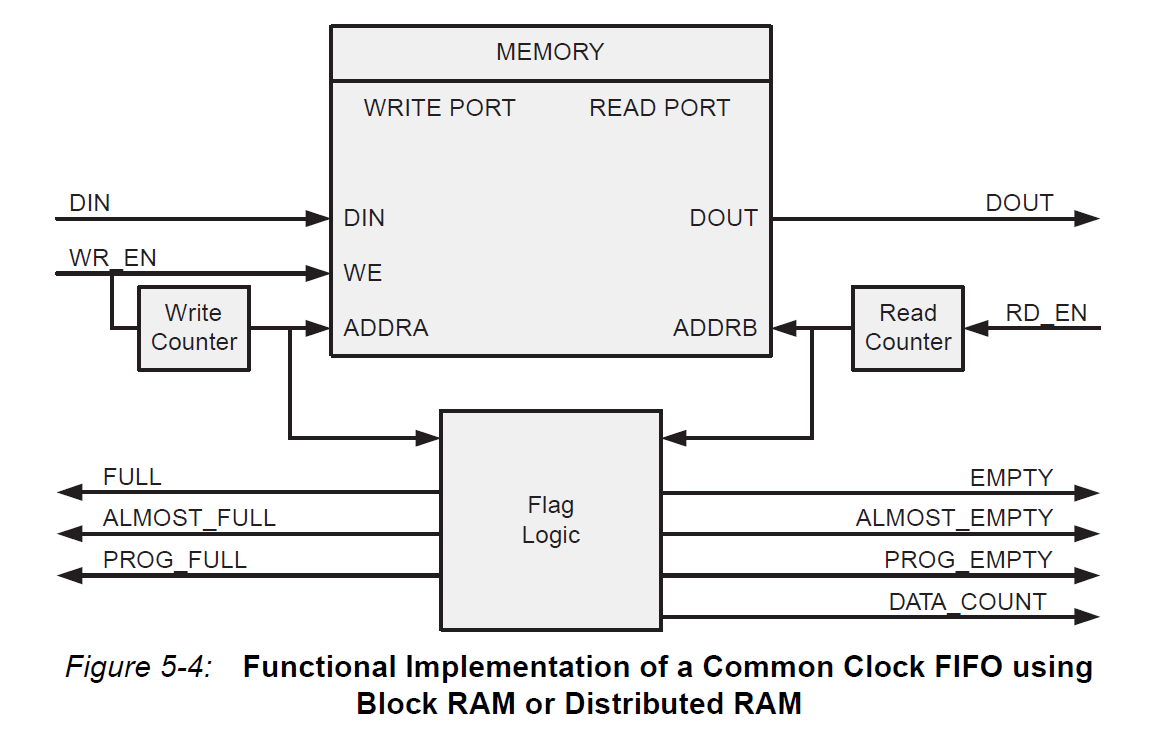 MEMORY
WRITE PORT READ PORT
DIN DIN DOUT DOUT
WR_EN WE
Write
Counter
ADDRA ADDRB
Read
Counter
RD_EN
Flag
Logic
FULL
ALMOST_FULL
PROG_FULL
EMPTY
ALMOST_EMPTY
PROG_EMPTY
DATA_COUNT
Figure 5-4: Functional Implementation of a Common Clock FIFO using
Block RAM or Distributed RAM